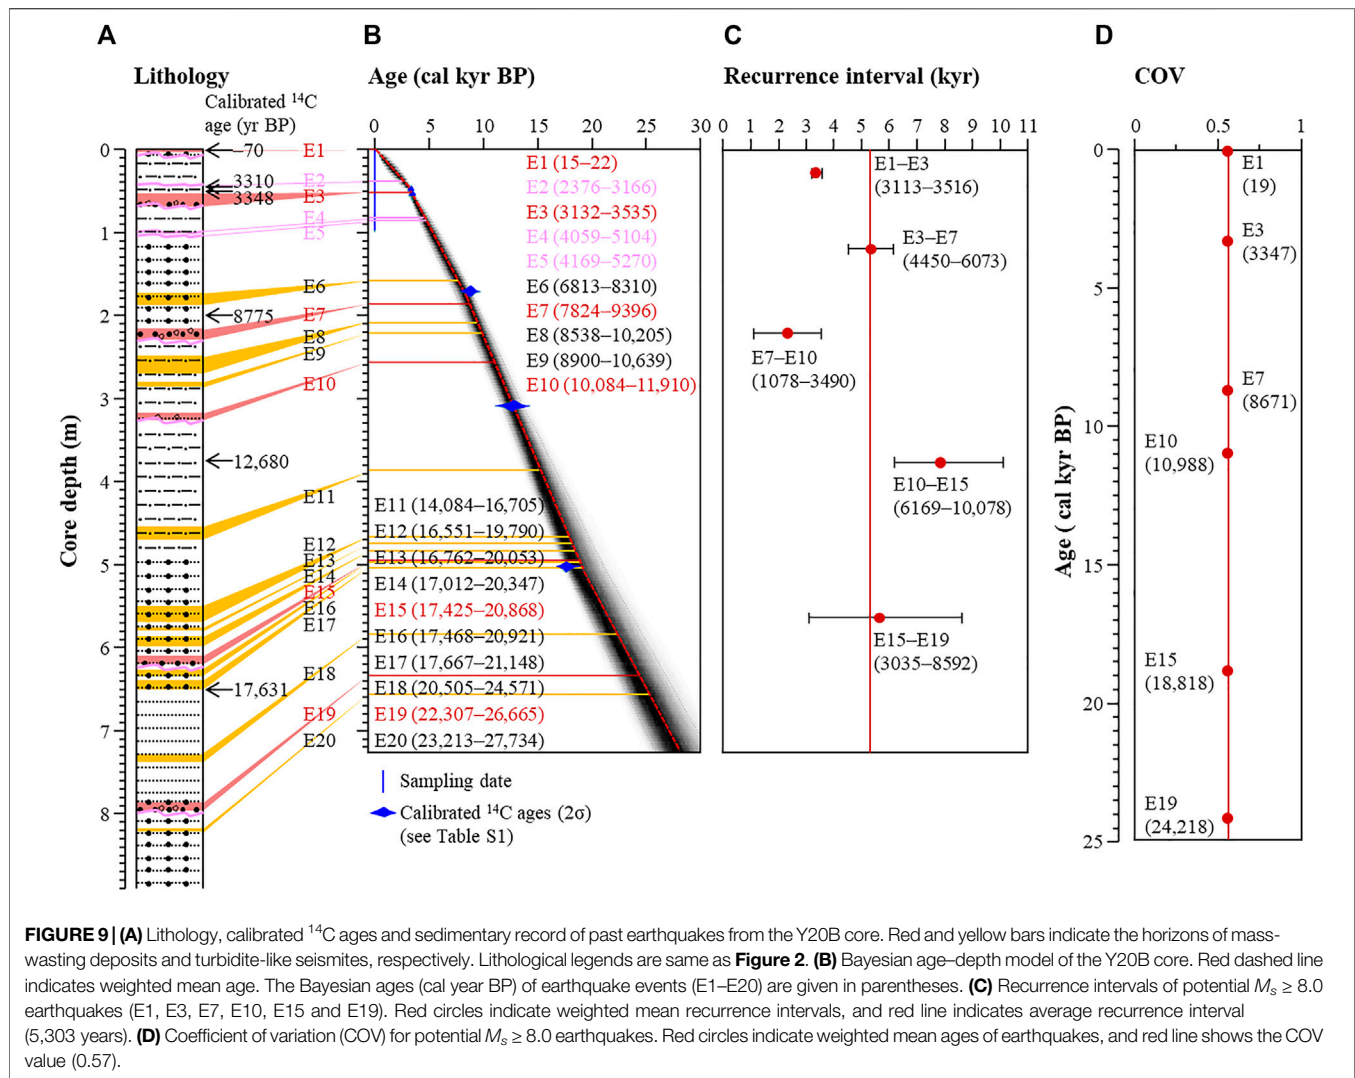 A
B
C
D
Lithology
Age (cal kyr BP)
Recurrence interval (kyr)
COV
Calibrated ¹⁴C
age (yr BP)
0 5 10 15 20 25 30
0 1 2 3 4 5 6 7 8 9 10 11
0 0.5 1
Core depth (m)
0
1
2
3
4
5
6
7
8
–70
3310
3348
8775
12,680
17,631
E1
E2
E3
E4
E5
E6
E7
E8
E9
E10
E11
E12
E13
E14
E15
E16
E17
E18
E19
E20
E1 (15–22)
E2 (2376–3166)
E3 (3132–3535)
E4 (4059–5104)
E5 (4169–5270)
E6 (6813–8310)
E7 (7824–9396)
E8 (8538–10,205)
E9 (8900–10,639)
E10 (10,084–11,910)
E11 (14,084–16,705)
E12 (16,551–19,790)
E13 (16,762–20,053)
E14 (17,012–20,347)
E15 (17,425–20,868)
E16 (17,468–20,921)
E17 (17,667–21,148)
E18 (20,505–24,571)
E19 (22,307–26,665)
E20 (23,213–27,734)
Sampling date
Calibrated ¹⁴C ages (2σ)
(see Table S1)
E1–E3
(3113–3516)
E3–E7
(4450–6073)
E7–E10
(1078–3490)
E10–E15
(6169–10,078)
E15–E19
(3035–8592)
Age ( cal kyr BP)
0
5
10
15
20
25
E1
(19)
E3
(3347)
E7
(8671)
E10
(10,988)
E15
(18,818)
E19
(24,218)
FIGURE 9 | (A) Lithology, calibrated ¹⁴C ages and sedimentary record of past earthquakes from the Y20B core. Red and yellow bars indicate the horizons of mass-
wasting deposits and turbidite-like seismites, respectively. Lithological legends are same as Figure 2. (B) Bayesian age–depth model of the Y20B core. Red dashed line
indicates weighted mean age. The Bayesian ages (cal year BP) of earthquake events (E1–E20) are given in parentheses. (C) Recurrence intervals of potential Mₛ ≥ 8.0
earthquakes (E1, E3, E7, E10, E15 and E19). Red circles indicate weighted mean recurrence intervals, and red line indicates average recurrence interval
(5,303 years). (D) Coefficient of variation (COV) for potential Mₛ ≥ 8.0 earthquakes. Red circles indicate weighted mean ages of earthquakes, and red line shows the COV
value (0.57).